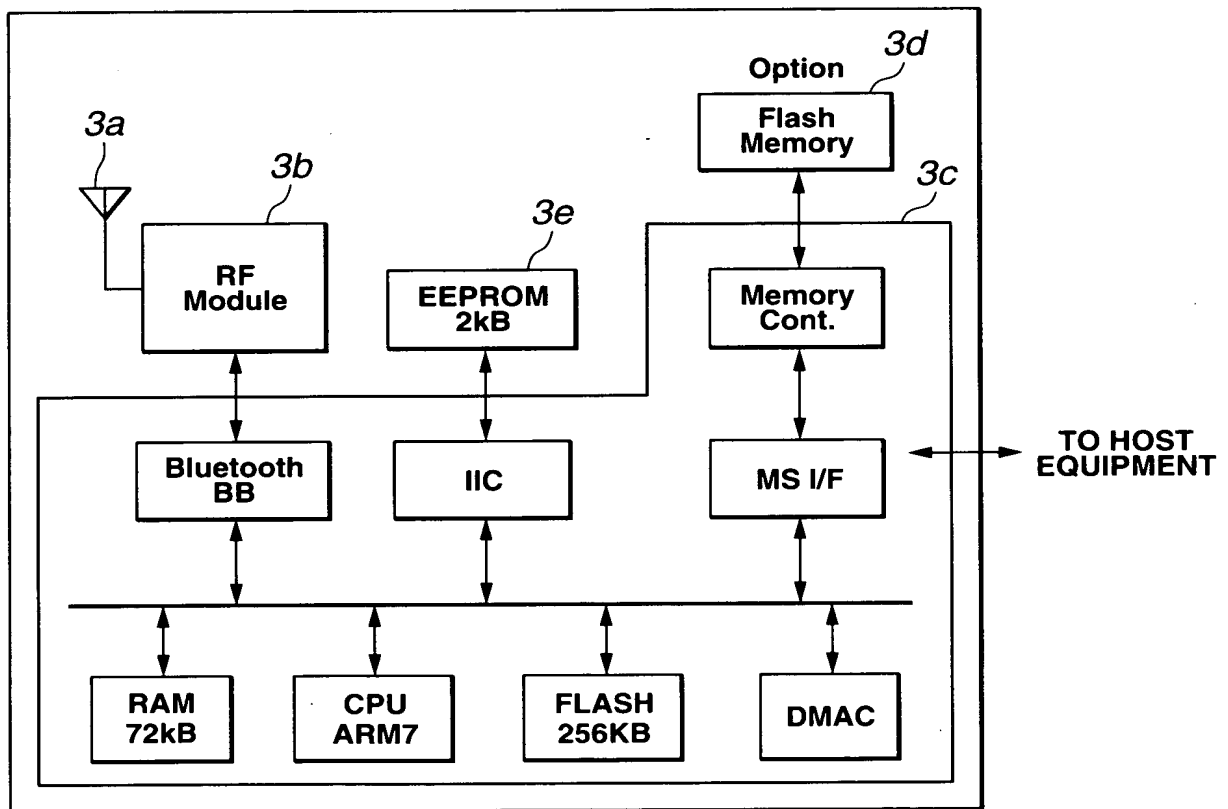 3d
Option
Flash
Memory
3a
3b
3e
3c
RF
Module
EEPROM
2kB
Memory
Cont.
Bluetooth
BB
IIC
MS I/F
TO HOST
EQUIPMENT
RAM
72kB
CPU
ARM7
FLASH
256KB
DMAC